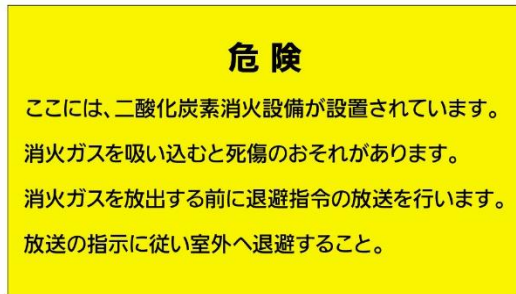 危険
ここには、二酸化炭素消火設備が設置されています。
消火ガスを吸い込むと死傷のおそれがあります。
消火ガスを放出する前に退避指令の放送を行います。
放送の指示に従い室外へ退避すること。